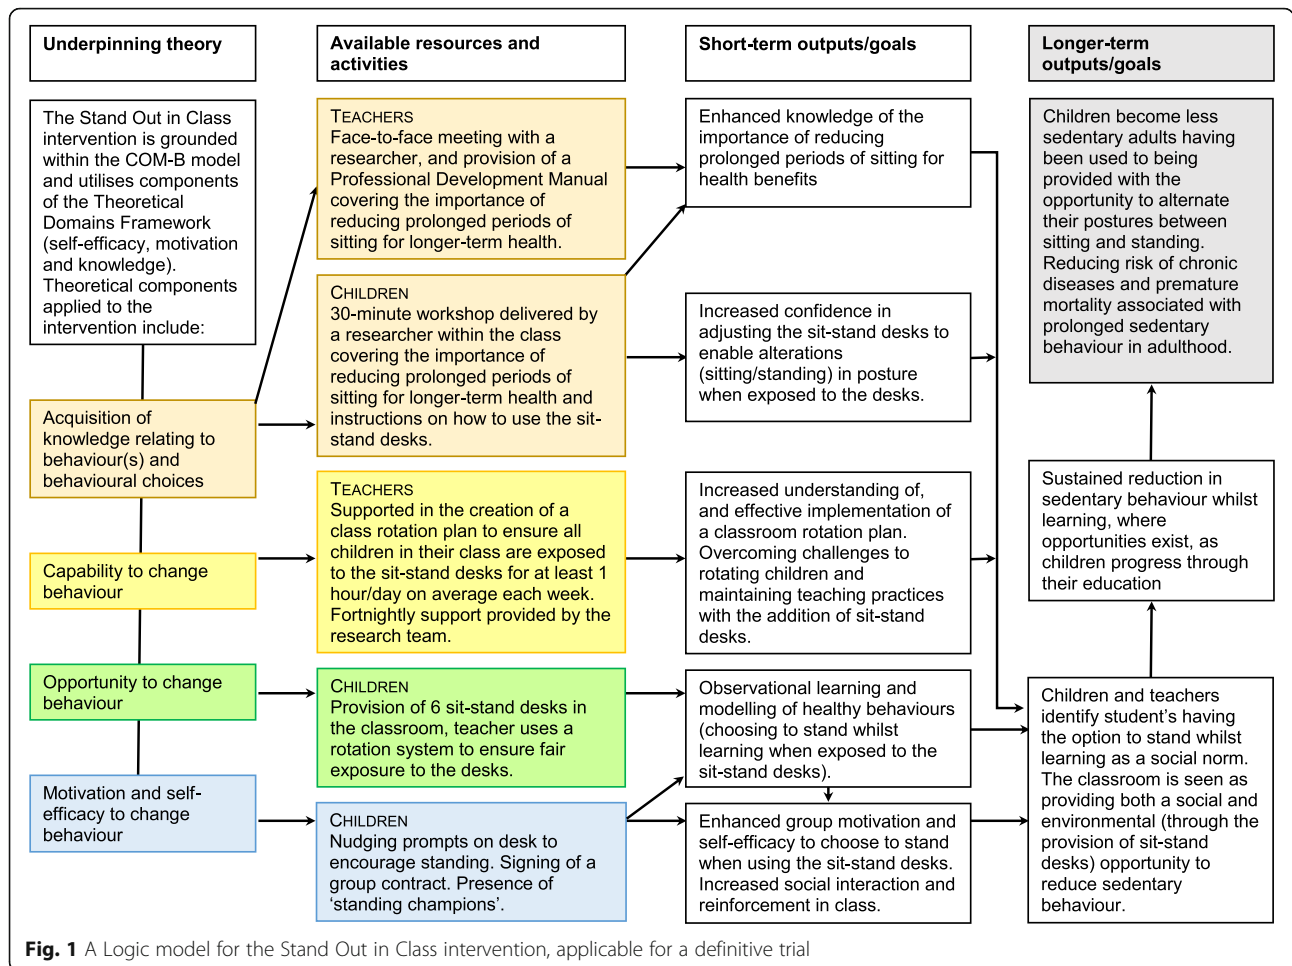 Underpinning theory
Available resources and
activities
Short-term outputs/goals
Longer-term
outputs/goals
The Stand Out in Class
intervention is grounded
within the COM-B model
and utilises components
of the Theoretical
Domains Framework
(self-efficacy, motivation
and knowledge).
Theoretical components
applied to the
intervention include:
Acquisition of
knowledge relating to
behaviour(s) and
behavioural choices
Capability to change
behaviour
Opportunity to change
behaviour
Motivation and self-
efficacy to change
behaviour
TEACHERS
Face-to-face meeting with a
researcher, and provision of a
Professional Development Manual
covering the importance of
reducing prolonged periods of
sitting for longer-term health.
CHILDREN
30-minute workshop delivered by
a researcher within the class
covering the importance of
reducing prolonged periods of
sitting for longer-term health and
instructions on how to use the sit-
stand desks.
TEACHERS
Supported in the creation of a
class rotation plan to ensure all
children in their class are exposed
to the sit-stand desks for at least 1
hour/day on average each week.
Fortnightly support provided by the
research team.
CHILDREN
Provision of 6 sit-stand desks in
the classroom, teacher uses a
rotation system to ensure fair
exposure to the desks.
CHILDREN
Nudging prompts on desk to
encourage standing. Signing of a
group contract. Presence of
‘standing champions’.
Enhanced knowledge of the
importance of reducing
prolonged periods of sitting for
health benefits
Increased confidence in
adjusting the sit-stand desks to
enable alterations
(sitting/standing) in posture
when exposed to the desks.
Increased understanding of,
and effective implementation of
a classroom rotation plan.
Overcoming challenges to
rotating children and
maintaining teaching practices
with the addition of sit-stand
desks.
Observational learning and
modelling of healthy behaviours
(choosing to stand whilst
learning when exposed to the
sit-stand desks).
Enhanced group motivation and
self-efficacy to choose to stand
when using the sit-stand desks.
Increased social interaction and
reinforcement in class.
Children become less
sedentary adults having
been used to being
provided with the
opportunity to alternate
their postures between
sitting and standing.
Reducing risk of chronic
diseases and premature
mortality associated with
prolonged sedentary
behaviour in adulthood.
Sustained reduction in
sedentary behaviour whilst
learning, where
opportunities exist, as
children progress through
their education
Children and teachers
identify student’s having
the option to stand whilst
learning as a social norm.
The classroom is seen as
providing both a social and
environmental (through the
provision of sit-stand
desks) opportunity to
reduce sedentary
behaviour.
Fig. 1 A Logic model for the Stand Out in Class intervention, applicable for a definitive trial